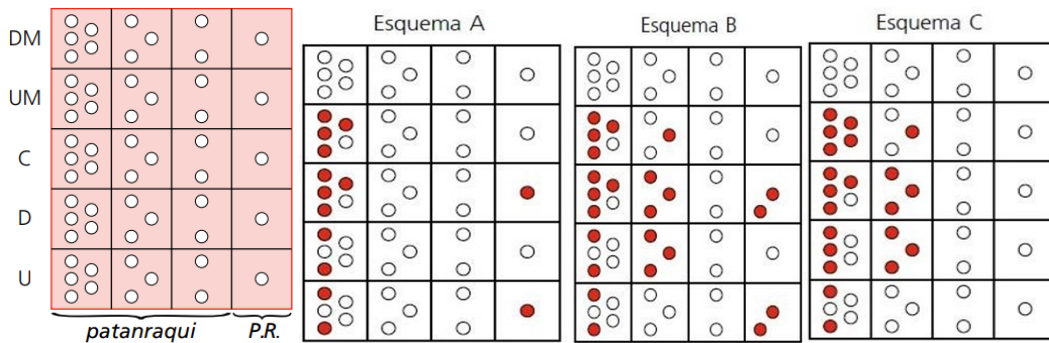 Esquema A
Esquema B
Esquema C
DM
UM
C
D
U
patanraqui
P.R.